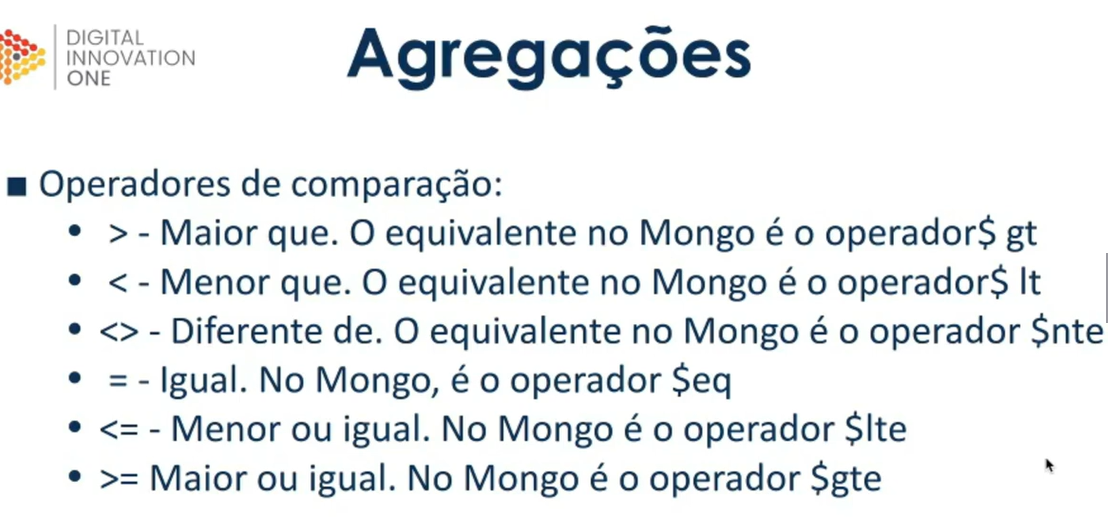 DIGITAL
INNOVATION
ONE
Agregações
■ Operadores de comparação:
• > - Maior que. O equivalente no Mongo é o operador$ gt
• < - Menor que. O equivalente no Mongo é o operador$ lt
• <> - Diferente de. O equivalente no Mongo é o operador $nte
• = - Igual. No Mongo, é o operador $eq
• <= - Menor ou igual. No Mongo é o operador $lte
• >= Maior ou igual. No Mongo é o operador $gte